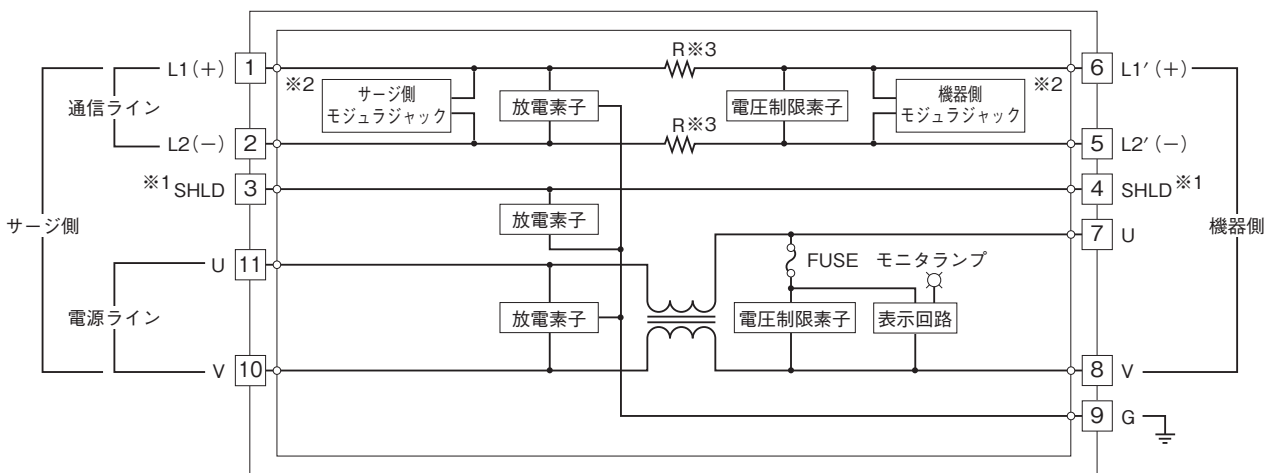 L1(+) 1 ※2 R※3 ※2 6 L1′(+)
サージ側
モジュラジャック
放電素子
電圧制限素子
機器側
モジュラジャック
通信ライン
L2(−) 2 R※3 5 L2′(−)
※1 SHLD 3 4 SHLD※1
サージ側
放電素子
機器側
7 U
U 11
FUSE モニタランプ
電源ライン
放電素子
電圧制限素子
表示回路
V 10 8 V
9 G